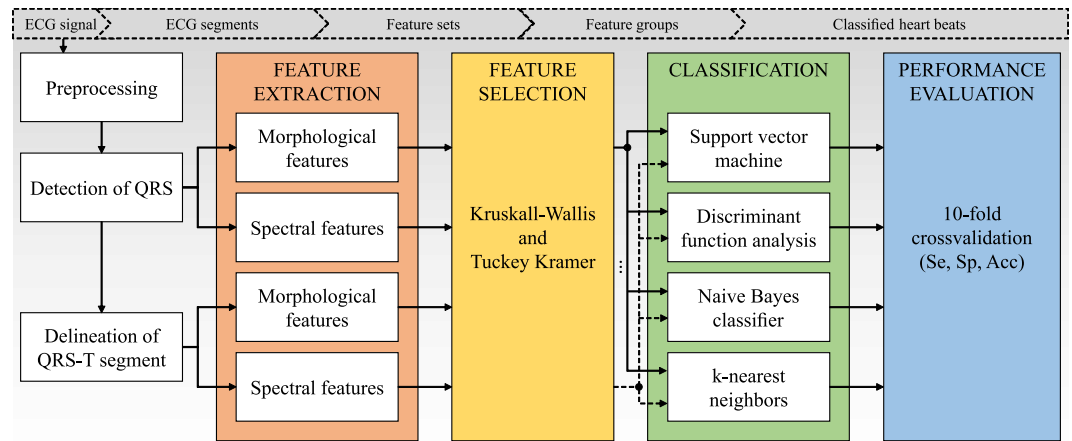 ECG signal
ECG segments
Feature sets
Feature groups
Classified heart beats
Preprocessing
Detection of QRS
Delineation of
QRS-T segment
FEATURE
EXTRACTION
Morphological
features
Spectral features
Morphological
features
Spectral features
FEATURE
SELECTION
Kruskall-Wallis
and
Tuckey Kramer
...
CLASSIFICATION
Support vector
machine
Discriminant
function analysis
Naive Bayes
classifier
k-nearest
neighbors
PERFORMANCE
EVALUATION
10-fold
crossvalidation
(Se, Sp, Acc)